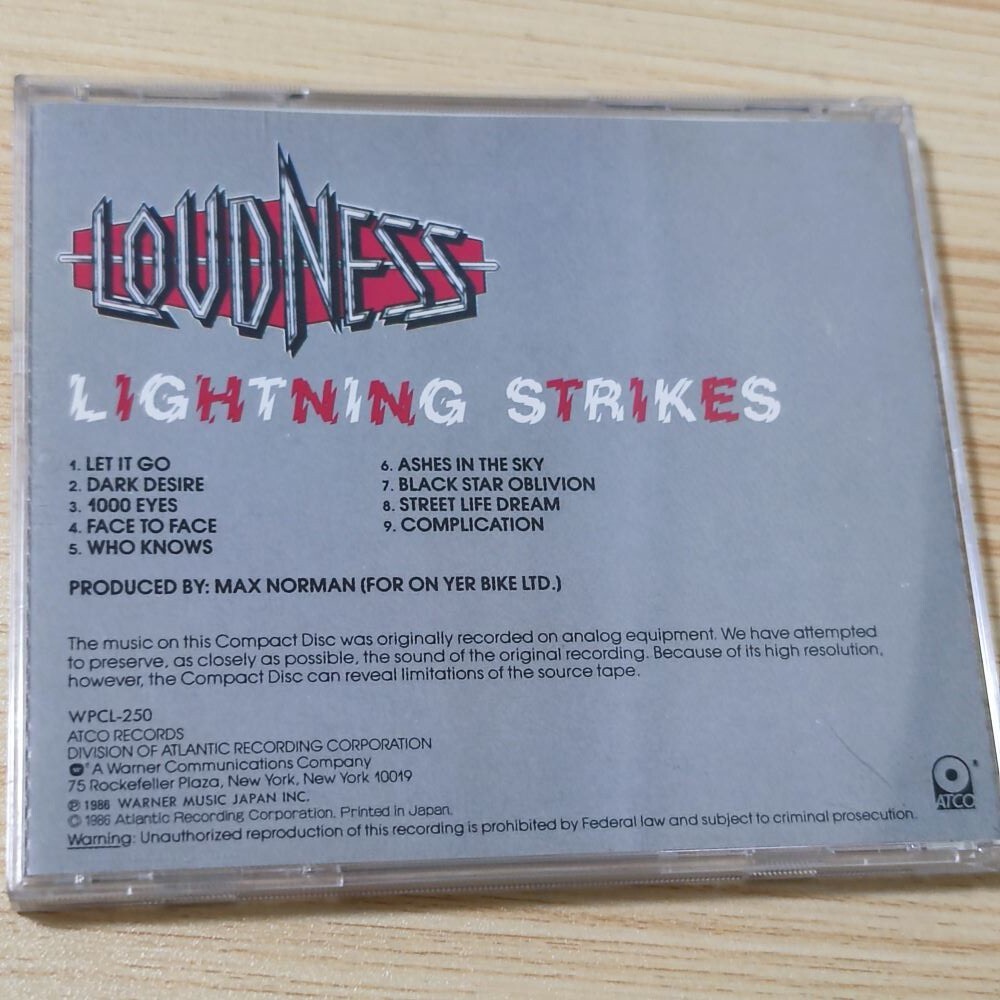 LOUDNESS
LIGHTNING STRIKES
1. LET IT GO
2. DARK DESIRE
3. 1000 EYES
4. FACE TO FACE
5. WHO KNOWS
6. ASHES IN THE SKY
7. BLACK STAR OBLIVION
8. STREET LIFE DREAM
9. COMPLICATION
PRODUCED BY: MAX NORMAN (FOR ON YER BIKE LTD.)
The music on this Compact Disc was originally recorded on analog equipment. We have attempted
to preserve, as closely as possible, the sound of the original recording. Because of its high resolution,
however, the Compact Disc can reveal limitations of the source tape.
WPCL-250
ATCO RECORDS
DIVISION OF ATLANTIC RECORDING CORPORATION
® A Warner Communications Company
75 Rockefeller Plaza, New York, New York 10019
℗ 1986 WARNER MUSIC JAPAN INC.
© 1986 Atlantic Recording Corporation. Printed in Japan.
Warning: Unauthorized reproduction of this recording is prohibited by Federal law and subject to criminal prosecution.
ATCO ®